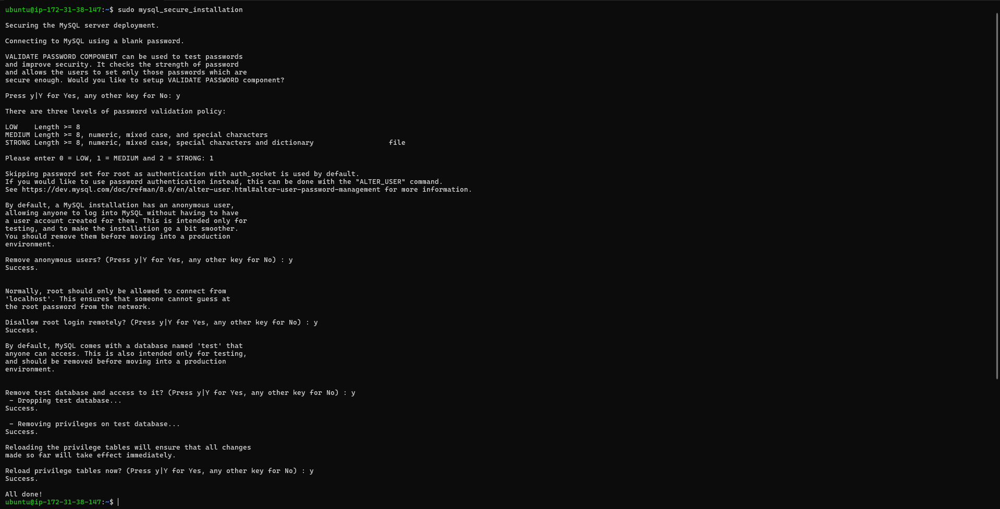 ubuntu@ip-172-31-38-147:~$ sudo mysql_secure_installation
Securing the MySQL server deployment.
Connecting to MySQL using a blank password.
VALIDATE PASSWORD COMPONENT can be used to test passwords
and improve security. It checks the strength of password
and allows the users to set only those passwords which are
secure enough. Would you like to setup VALIDATE PASSWORD component?
Press y|Y for Yes, any other key for No: y
There are three levels of password validation policy:
LOW    Length >= 8
MEDIUM Length >= 8, numeric, mixed case, and special characters
STRONG Length >= 8, numeric, mixed case, special characters and dictionary                  file
Please enter 0 = LOW, 1 = MEDIUM and 2 = STRONG: 1
Skipping password set for root as authentication with auth_socket is used by default.
If you would like to use password authentication instead, this can be done with the "ALTER_USER" command.
See https://dev.mysql.com/doc/refman/8.0/en/alter-user.html#alter-user-password-management for more information.
By default, a MySQL installation has an anonymous user,
allowing anyone to log into MySQL without having to have
a user account created for them. This is intended only for
testing, and to make the installation go a bit smoother.
You should remove them before moving into a production
environment.
Remove anonymous users? (Press y|Y for Yes, any other key for No) : y
Success.
Normally, root should only be allowed to connect from
'localhost'. This ensures that someone cannot guess at
the root password from the network.
Disallow root login remotely? (Press y|Y for Yes, any other key for No) : y
Success.
By default, MySQL comes with a database named 'test' that
anyone can access. This is also intended only for testing,
and should be removed before moving into a production
environment.
Remove test database and access to it? (Press y|Y for Yes, any other key for No) : y
 - Dropping test database...
Success.
 - Removing privileges on test database...
Success.
Reloading the privilege tables will ensure that all changes
made so far will take effect immediately.
Reload privilege tables now? (Press y|Y for Yes, any other key for No) : y
Success.
All done!
ubuntu@ip-172-31-38-147:~$